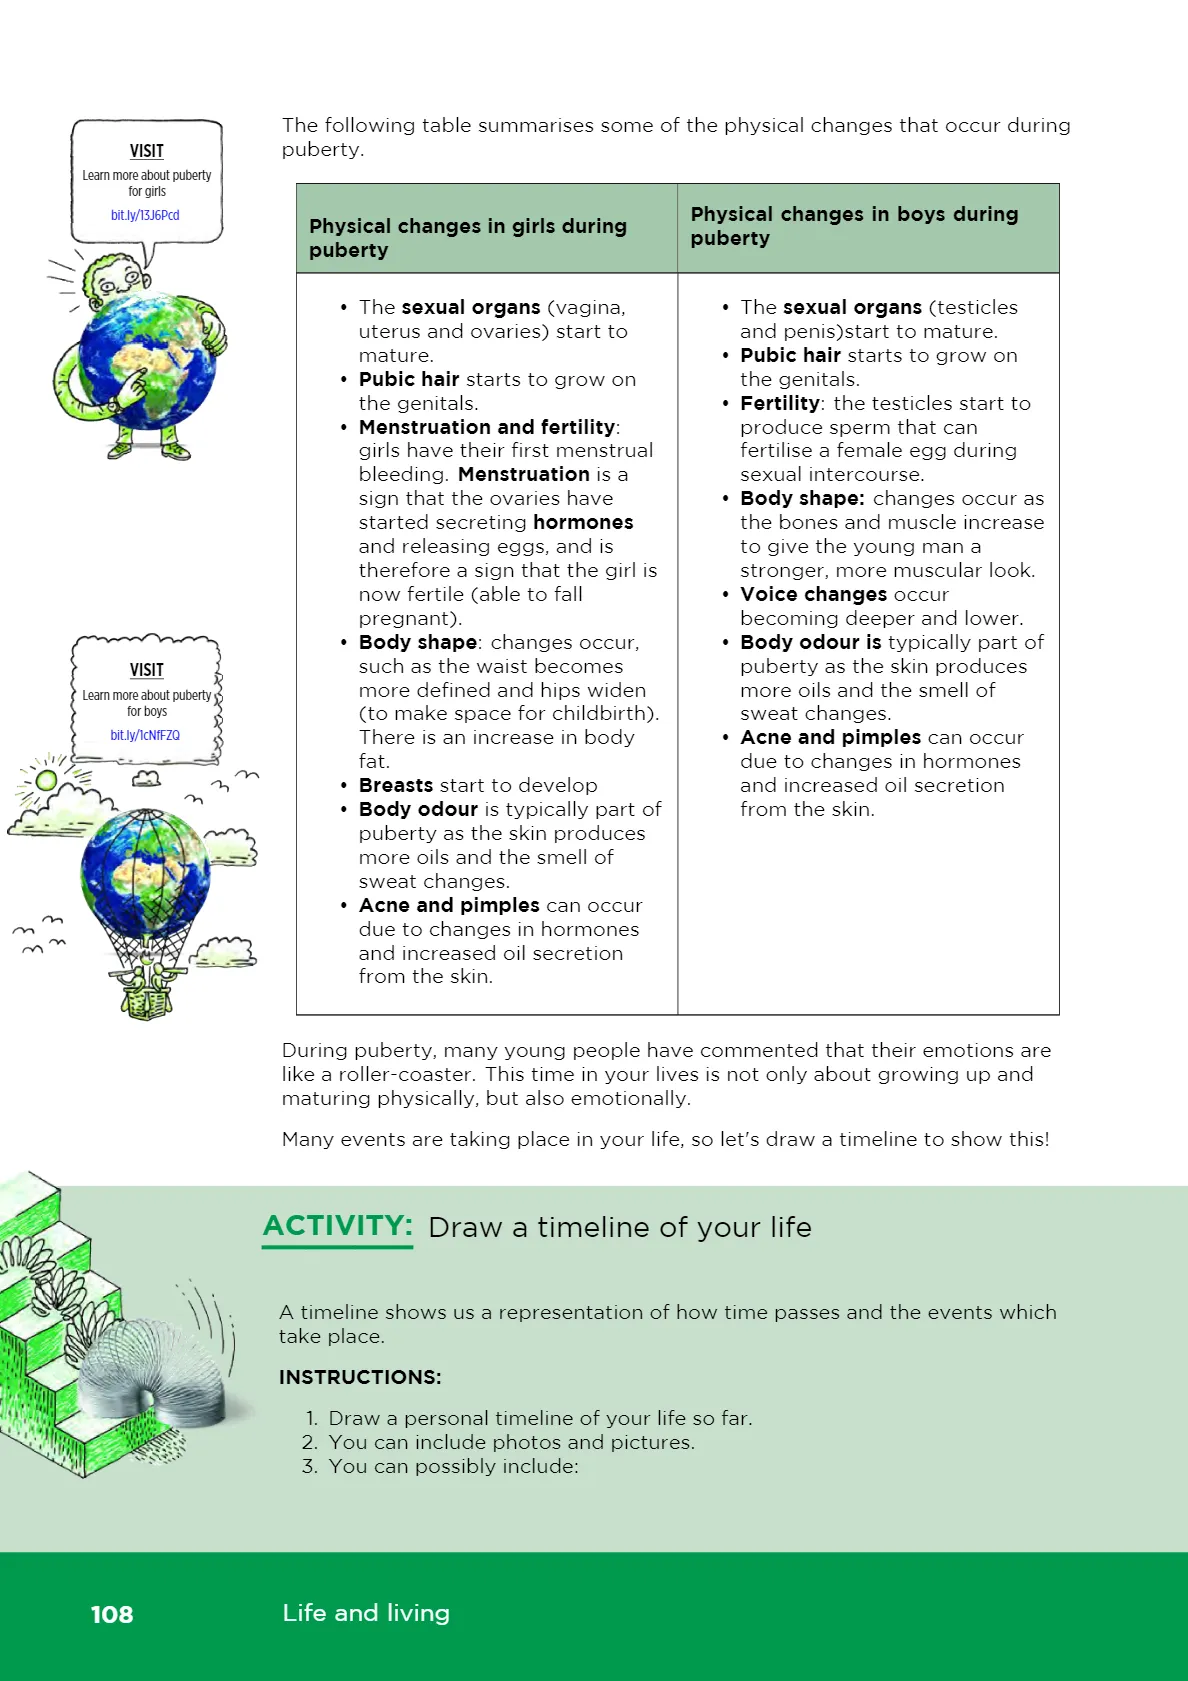 VISIT
Learn more about puberty
for girls
bit.ly/13J6Pcd
The following table summarises some of the physical changes that occur during
puberty.
Physical changes in girls during
puberty
Physical changes in boys during
puberty
• The sexual organs (vagina,
uterus and ovaries) start to
mature.
• Pubic hair starts to grow on
the genitals.
• Menstruation and fertility:
girls have their first menstrual
bleeding. Menstruation is a
sign that the ovaries have
started secreting hormones
and releasing eggs, and is
therefore a sign that the girl is
now fertile (able to fall
pregnant).
• Body shape: changes occur,
such as the waist becomes
more defined and hips widen
(to make space for childbirth).
There is an increase in body
fat.
• Breasts start to develop
• Body odour is typically part of
puberty as the skin produces
more oils and the smell of
sweat changes.
• Acne and pimples can occur
due to changes in hormones
and increased oil secretion
from the skin.
• The sexual organs (testicles
and penis)start to mature.
• Pubic hair starts to grow on
the genitals.
• Fertility: the testicles start to
produce sperm that can
fertilise a female egg during
sexual intercourse.
• Body shape: changes occur as
the bones and muscle increase
to give the young man a
stronger, more muscular look.
• Voice changes occur
becoming deeper and lower.
• Body odour is typically part of
puberty as the skin produces
more oils and the smell of
sweat changes.
• Acne and pimples can occur
due to changes in hormones
and increased oil secretion
from the skin.
VISIT
Learn more about puberty
for boys
bit.ly/1cNfFZQ
During puberty, many young people have commented that their emotions are
like a roller-coaster. This time in your lives is not only about growing up and
maturing physically, but also emotionally.
Many events are taking place in your life, so let's draw a timeline to show this!
ACTIVITY: Draw a timeline of your life
A timeline shows us a representation of how time passes and the events which
take place.
INSTRUCTIONS:
1. Draw a personal timeline of your life so far.
2. You can include photos and pictures.
3. You can possibly include:
108
Life and living